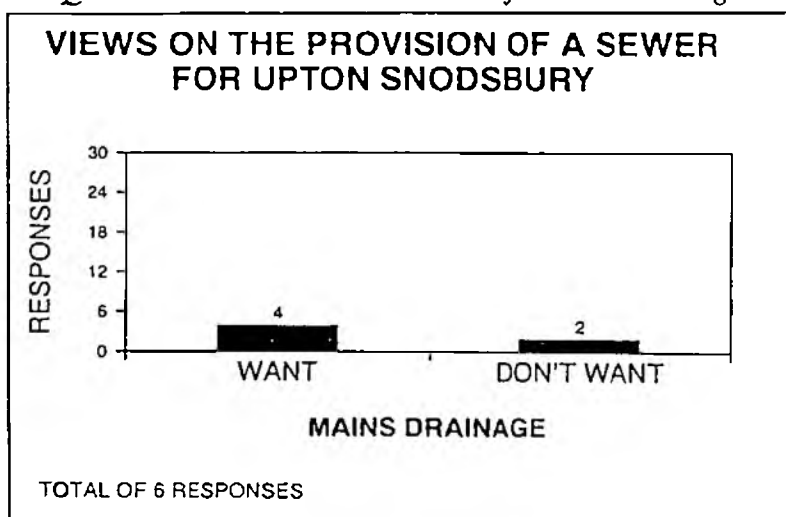 VIEWS ON THE PROVISION OF A SEWER
FOR UPTON SNODSBURY
RESPONSES
30
24
18
12
6
0
4
2
WANT
DON'T WANT
MAINS DRAINAGE
TOTAL OF 6 RESPONSES